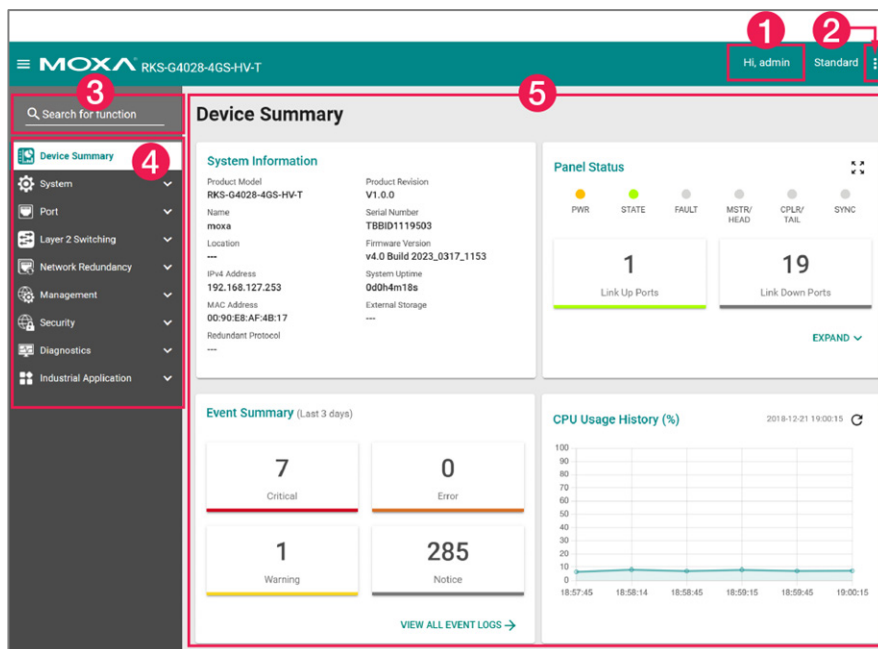 1
2
MOXA RKS-G4028-4GS-HV-T
Hi, admin
Standard
3
Search for function
4
Device Summary
System
Port
Layer 2 Switching
Network Redundancy
Management
Security
Diagnostics
Industrial Application
5
Device Summary
System Information
Product Model
Product Revision
RKS-G4028-4GS-HV-T
V1.0.0
Name
Serial Number
moxa
TBBID1119503
Location
Firmware Version
---
v4.0 Build 2023_0317_1153
IPv4 Address
System Uptime
192.168.127.253
0d0h4m18s
MAC Address
External Storage
00:90:E8:AF:4B:17
---
Redundant Protocol
---
Panel Status
PWR
STATE
FAULT
MSTR/
HEAD
CPLR/
TAIL
SYNC
1
Link Up Ports
19
Link Down Ports
EXPAND
Event Summary (Last 3 days)
7
Critical
0
Error
1
Warning
285
Notice
VIEW ALL EVENT LOGS
CPU Usage History (%)
2018-12-21 19:00:15
100
90
80
70
60
50
40
30
20
10
0
18:57:45
18:58:14
18:58:45
18:59:15
18:59:45
19:00:15